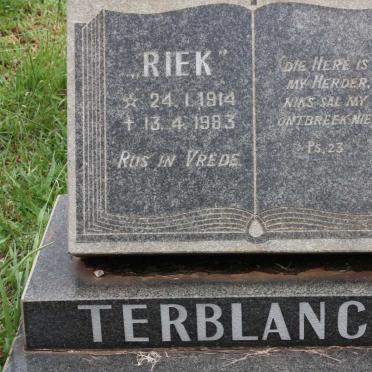 „RIEK"
☆ 24.1.1914
✝ 13.4.1983
RUS IN VREDE
DIE HERE IS
MY HERDER,
NIKS SAL MY
ONTBREEK NIE
PS. 23
TERBLANC